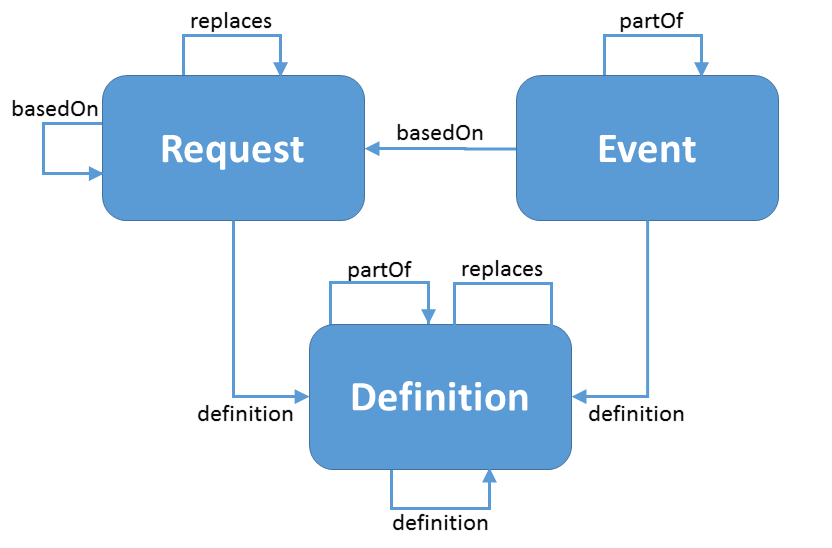 replaces
partOf
basedOn
basedOn
Request
Event
partOf
replaces
Definition
definition
definition
definition